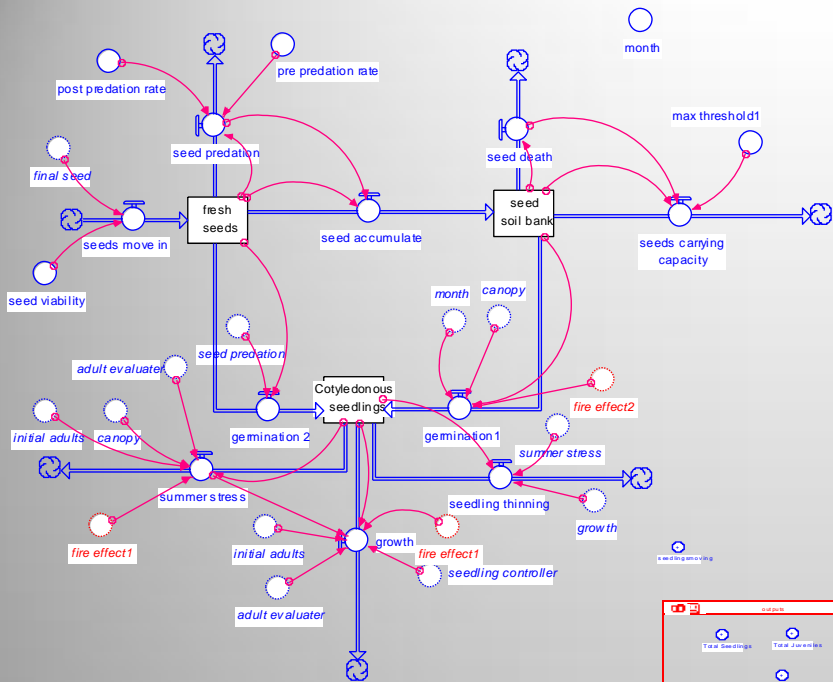 month
post predation rate
pre predation rate
max threshold1
seed predation
seed death
final seed
fresh
seeds
seed
soil bank
seeds move in
seed accumulate
seeds carrying
capacity
seed viability
month
canopy
seed predation
adult evaluater
Cotyledonous
seedlings
fire effect2
initial adults
canopy
germination 2
germination1
summer stress
summer stress
seedling thinning
growth
fire effect1
initial adults
growth
fire effect1
seedling controller
seedlingsmoving
adult evaluater
outputs
Total Seedlings
Total Juveniles